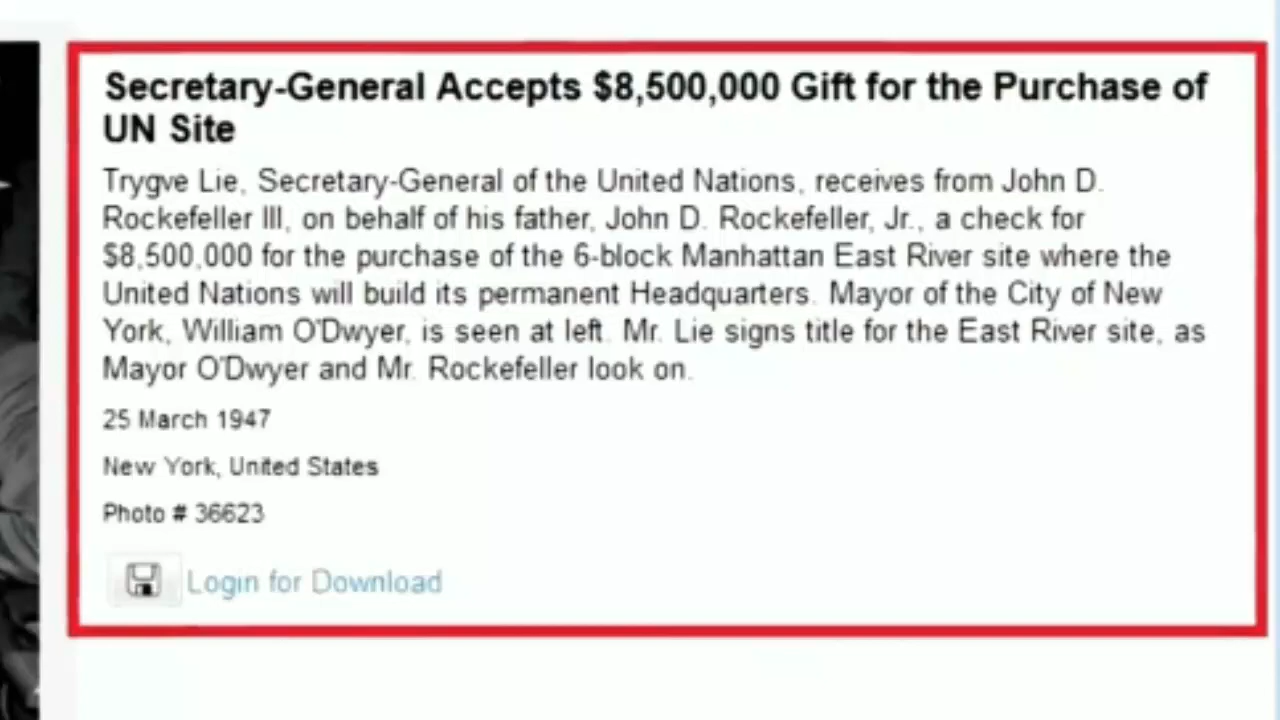 Secretary-General Accepts $8,500,000 Gift for the Purchase of
UN Site
Trygve Lie, Secretary-General of the United Nations, receives from John D.
Rockefeller III, on behalf of his father, John D. Rockefeller, Jr., a check for
$8,500,000 for the purchase of the 6-block Manhattan East River site where the
United Nations will build its permanent Headquarters. Mayor of the City of New
York, William O'Dwyer, is seen at left. Mr. Lie signs title for the East River site, as
Mayor O'Dwyer and Mr. Rockefeller look on.
25 March 1947
New York, United States
Photo # 36623
Login for Download